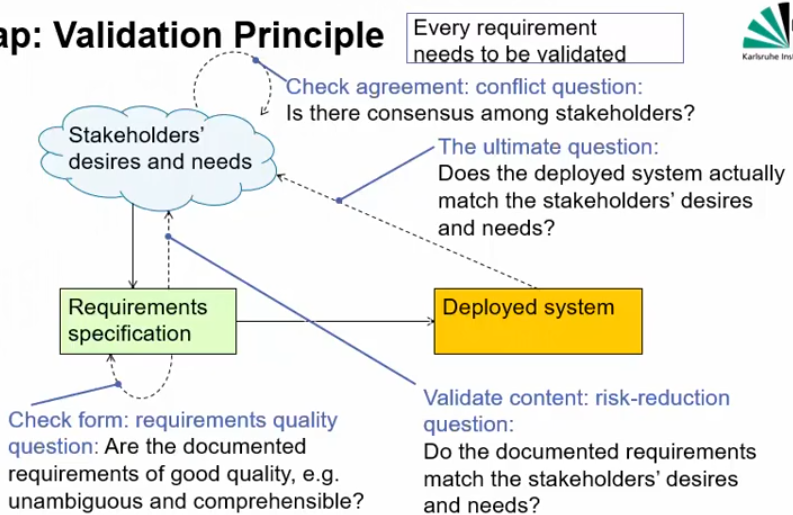 ap: Validation Principle
Every requirement
needs to be validated
Karlsruhe Inst
Check agreement: conflict question:
Is there consensus among stakeholders?
Stakeholders’
desires and needs
The ultimate question:
Does the deployed system actually
match the stakeholders’ desires
and needs?
Requirements
specification
Deployed system
Check form: requirements quality
question: Are the documented
requirements of good quality, e.g.
unambiguous and comprehensible?
Validate content: risk-reduction
question:
Do the documented requirements
match the stakeholders’ desires
and needs?